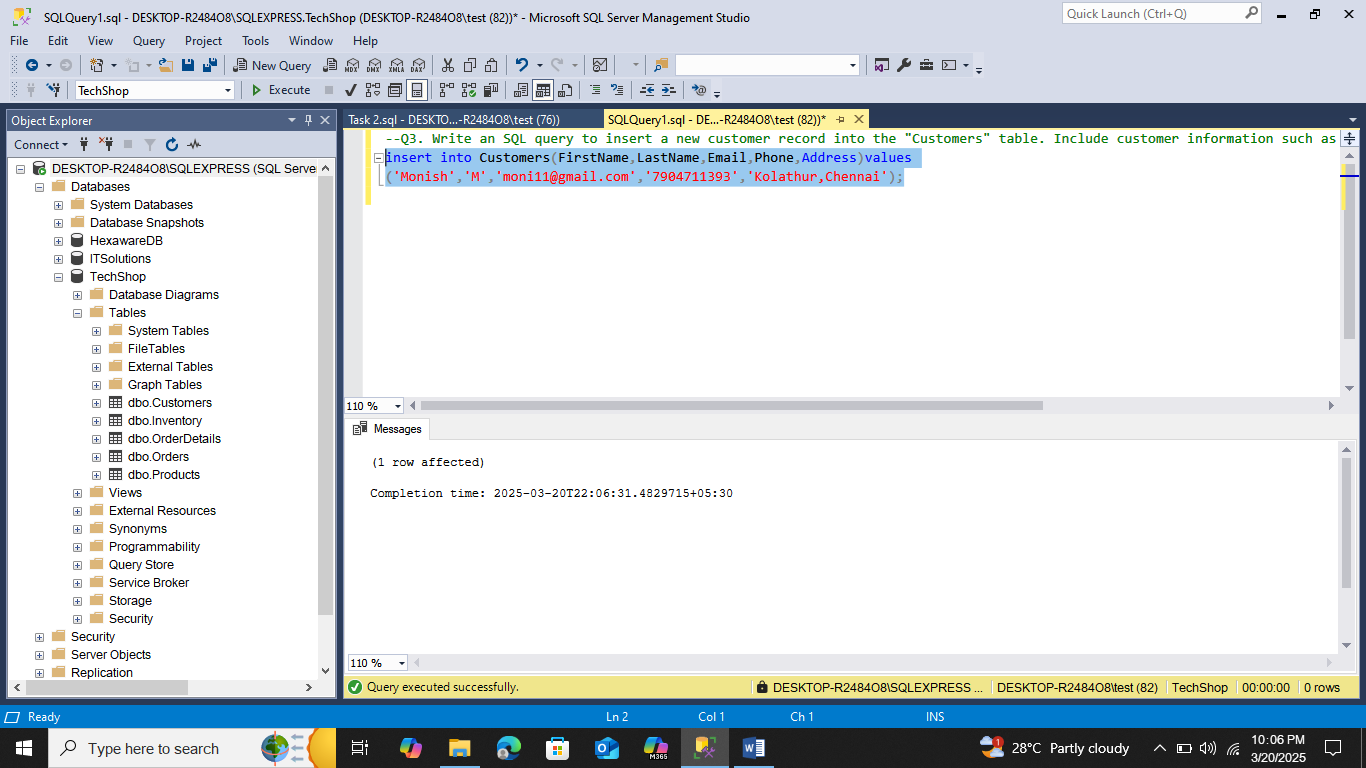 SQLQuery1.sql - DESKTOP-R2484O8\SQLEXPRESS.TechShop (DESKTOP-R2484O8\test (82))* - Microsoft SQL Server Management Studio
Quick Launch (Ctrl+Q)
File Edit View Query Project Tools Window Help
New Query MDX DMX XMLA DAX
TechShop Execute
Object Explorer
Connect
DESKTOP-R2484O8\SQLEXPRESS (SQL Serve
Databases
System Databases
Database Snapshots
HexawareDB
ITSolutions
TechShop
Database Diagrams
Tables
System Tables
FileTables
External Tables
Graph Tables
dbo.Customers
dbo.Inventory
dbo.OrderDetails
dbo.Orders
dbo.Products
Views
External Resources
Synonyms
Programmability
Query Store
Service Broker
Storage
Security
Security
Server Objects
Replication
Task 2.sql - DESKTO...-R2484O8\test (76)) SQLQuery1.sql - DE...-R2484O8\test (82))*
--Q3. Write an SQL query to insert a new customer record into the "Customers" table. Include customer information such as
insert into Customers(FirstName,LastName,Email,Phone,Address)values
('Monish','M','moni11@gmail.com','7904711393','Kolathur,Chennai');
110 %
Messages
(1 row affected)
Completion time: 2025-03-20T22:06:31.4829715+05:30
110 %
Query executed successfully. DESKTOP-R2484O8\SQLEXPRESS ... DESKTOP-R2484O8\test (82) TechShop 00:00:00 0 rows
Ready Ln 2 Col 1 Ch 1 INS
Type here to search M365 1 28°C Partly cloudy 10:06 PM
3/20/2025